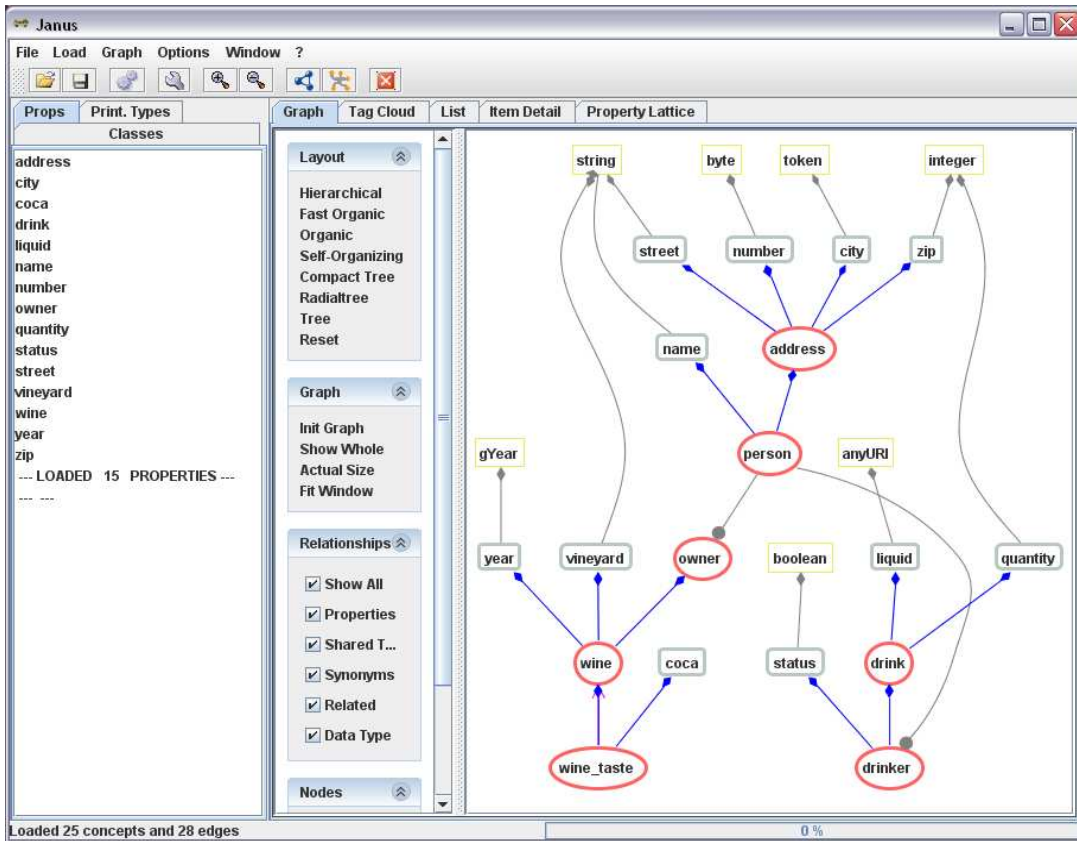 Janus
File Load Graph Options Window ?
Props Print. Types
Classes
address
city
coca
drink
liquid
name
number
owner
quantity
status
street
vineyard
wine
year
zip
--- LOADED 15 PROPERTIES ---
--- ---
Graph Tag Cloud List Item Detail Property Lattice
Layout
Hierarchical
Fast Organic
Organic
Self-Organizing
Compact Tree
Radialtree
Tree
Reset
Graph
Init Graph
Show Whole
Actual Size
Fit Window
Relationships
Show All
Properties
Shared T...
Synonyms
Related
Data Type
Nodes
string byte token integer
street number city zip
name address
gYear person anyURI
year vineyard owner boolean liquid quantity
wine coca status drink
wine_taste drinker
Loaded 25 concepts and 28 edges
0 %